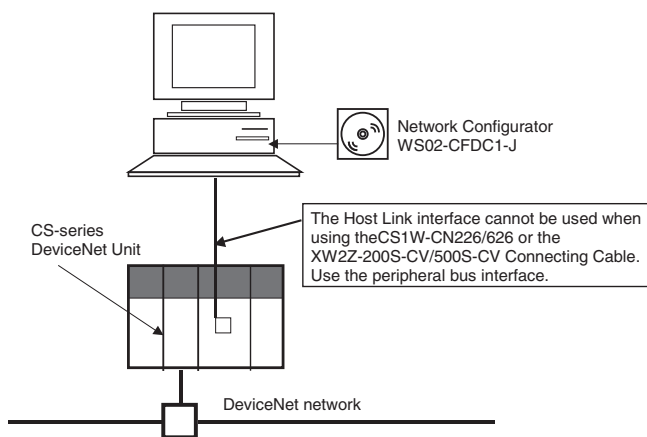 Network Configurator
WS02-CFDC1-J
The Host Link interface cannot be used when
using theCS1W-CN226/626 or the
XW2Z-200S-CV/500S-CV Connecting Cable.
Use the peripheral bus interface.
CS-series
DeviceNet Unit
DeviceNet network